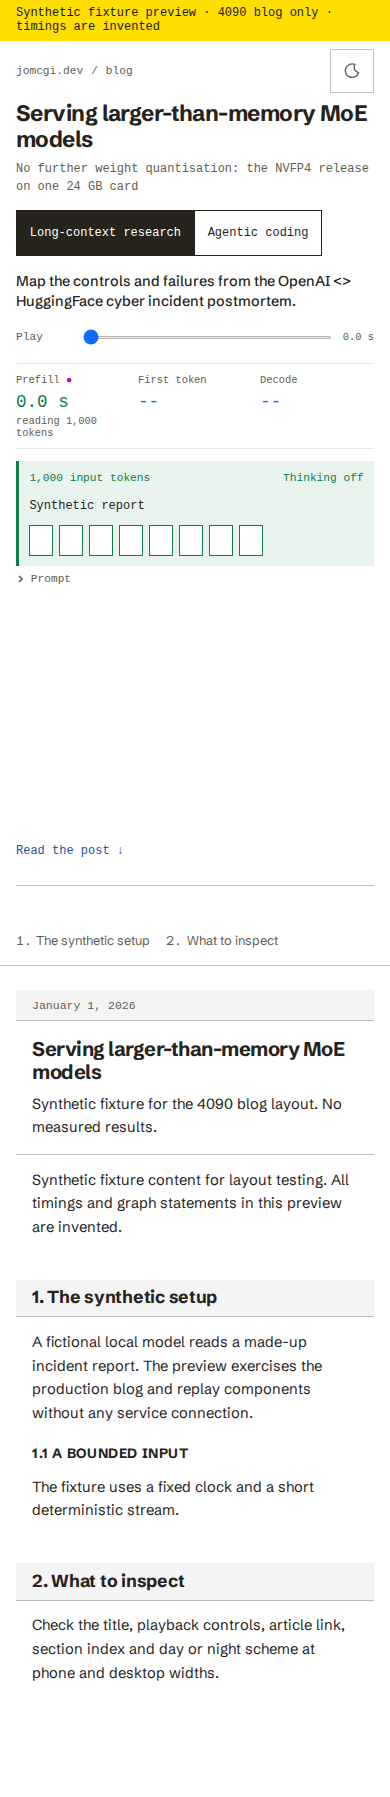 Synthetic fixture preview · 4090 blog only ·
timings are invented
jomcgi.dev / blog
Serving larger-than-memory MoE
models
No further weight quantisation: the NVFP4 release
on one 24 GB card
Long-context research
Agentic coding
Map the controls and failures from the OpenAI <>
HuggingFace cyber incident postmortem.
Play
0.0 s
Prefill
First token
Decode
0.0 s
--
--
reading 1,000
tokens
1,000 input tokens
Thinking off
Synthetic report
Prompt
Read the post ↓
1. The synthetic setup
2. What to inspect
January 1, 2026
Serving larger-than-memory MoE
models
Synthetic fixture for the 4090 blog layout. No
measured results.
Synthetic fixture content for layout testing. All
timings and graph statements in this preview
are invented.
1. The synthetic setup
A fictional local model reads a made-up
incident report. The preview exercises the
production blog and replay components
without any service connection.
1.1 A BOUNDED INPUT
The fixture uses a fixed clock and a short
deterministic stream.
2. What to inspect
Check the title, playback controls, article link,
section index and day or night scheme at
phone and desktop widths.